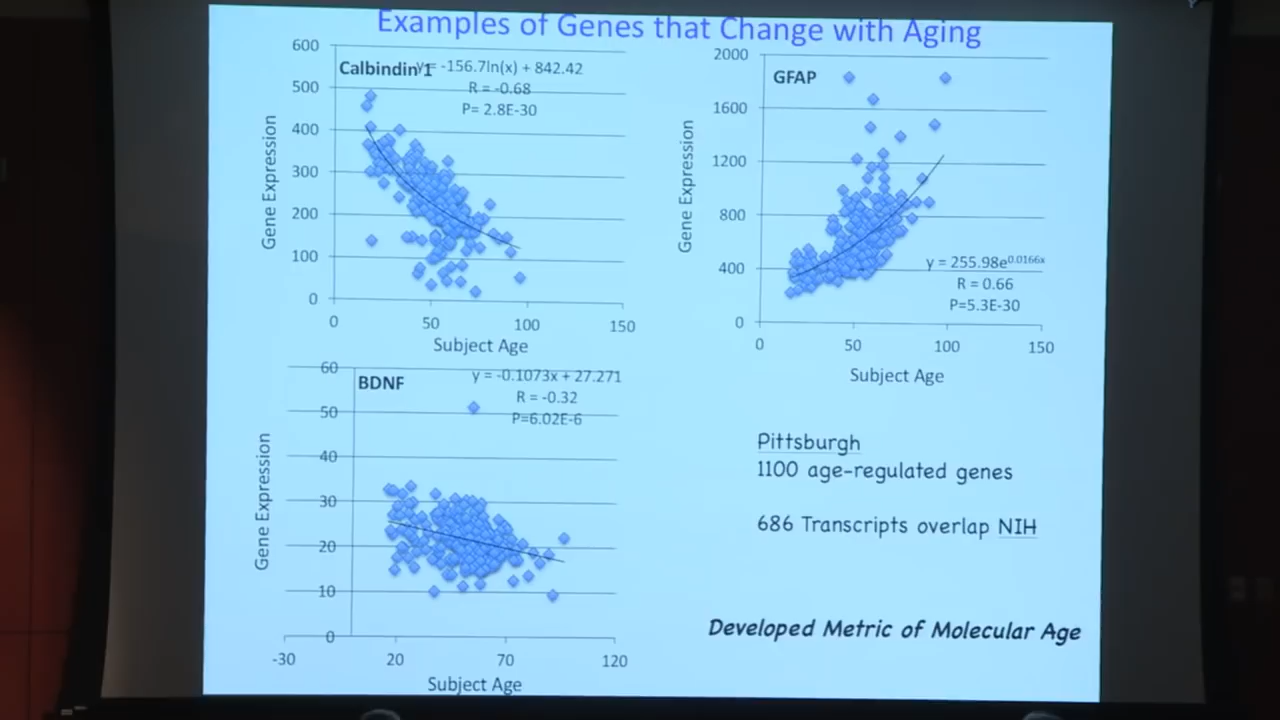 Examples of Genes that Change with Aging
600
500
400
300
200
100
0
Gene Expression
Calbindin 1
y= -156.7ln(x) + 842.42
R = -0.68
P= 2.8E-30
0
50
100
150
Subject Age
2000
1600
1200
800
400
0
Gene Expression
GFAP
y = 255.98e0.0166x
R = 0.66
P=5.3E-30
0
50
100
150
Subject Age
60
50
40
30
20
10
0
Gene Expression
BDNF
y = -0.1073x + 27.271
R = -0.32
P=6.02E-6
-30
20
70
120
Subject Age
Pittsburgh
1100 age-regulated genes
686 Transcripts overlap NIH
Developed Metric of Molecular Age